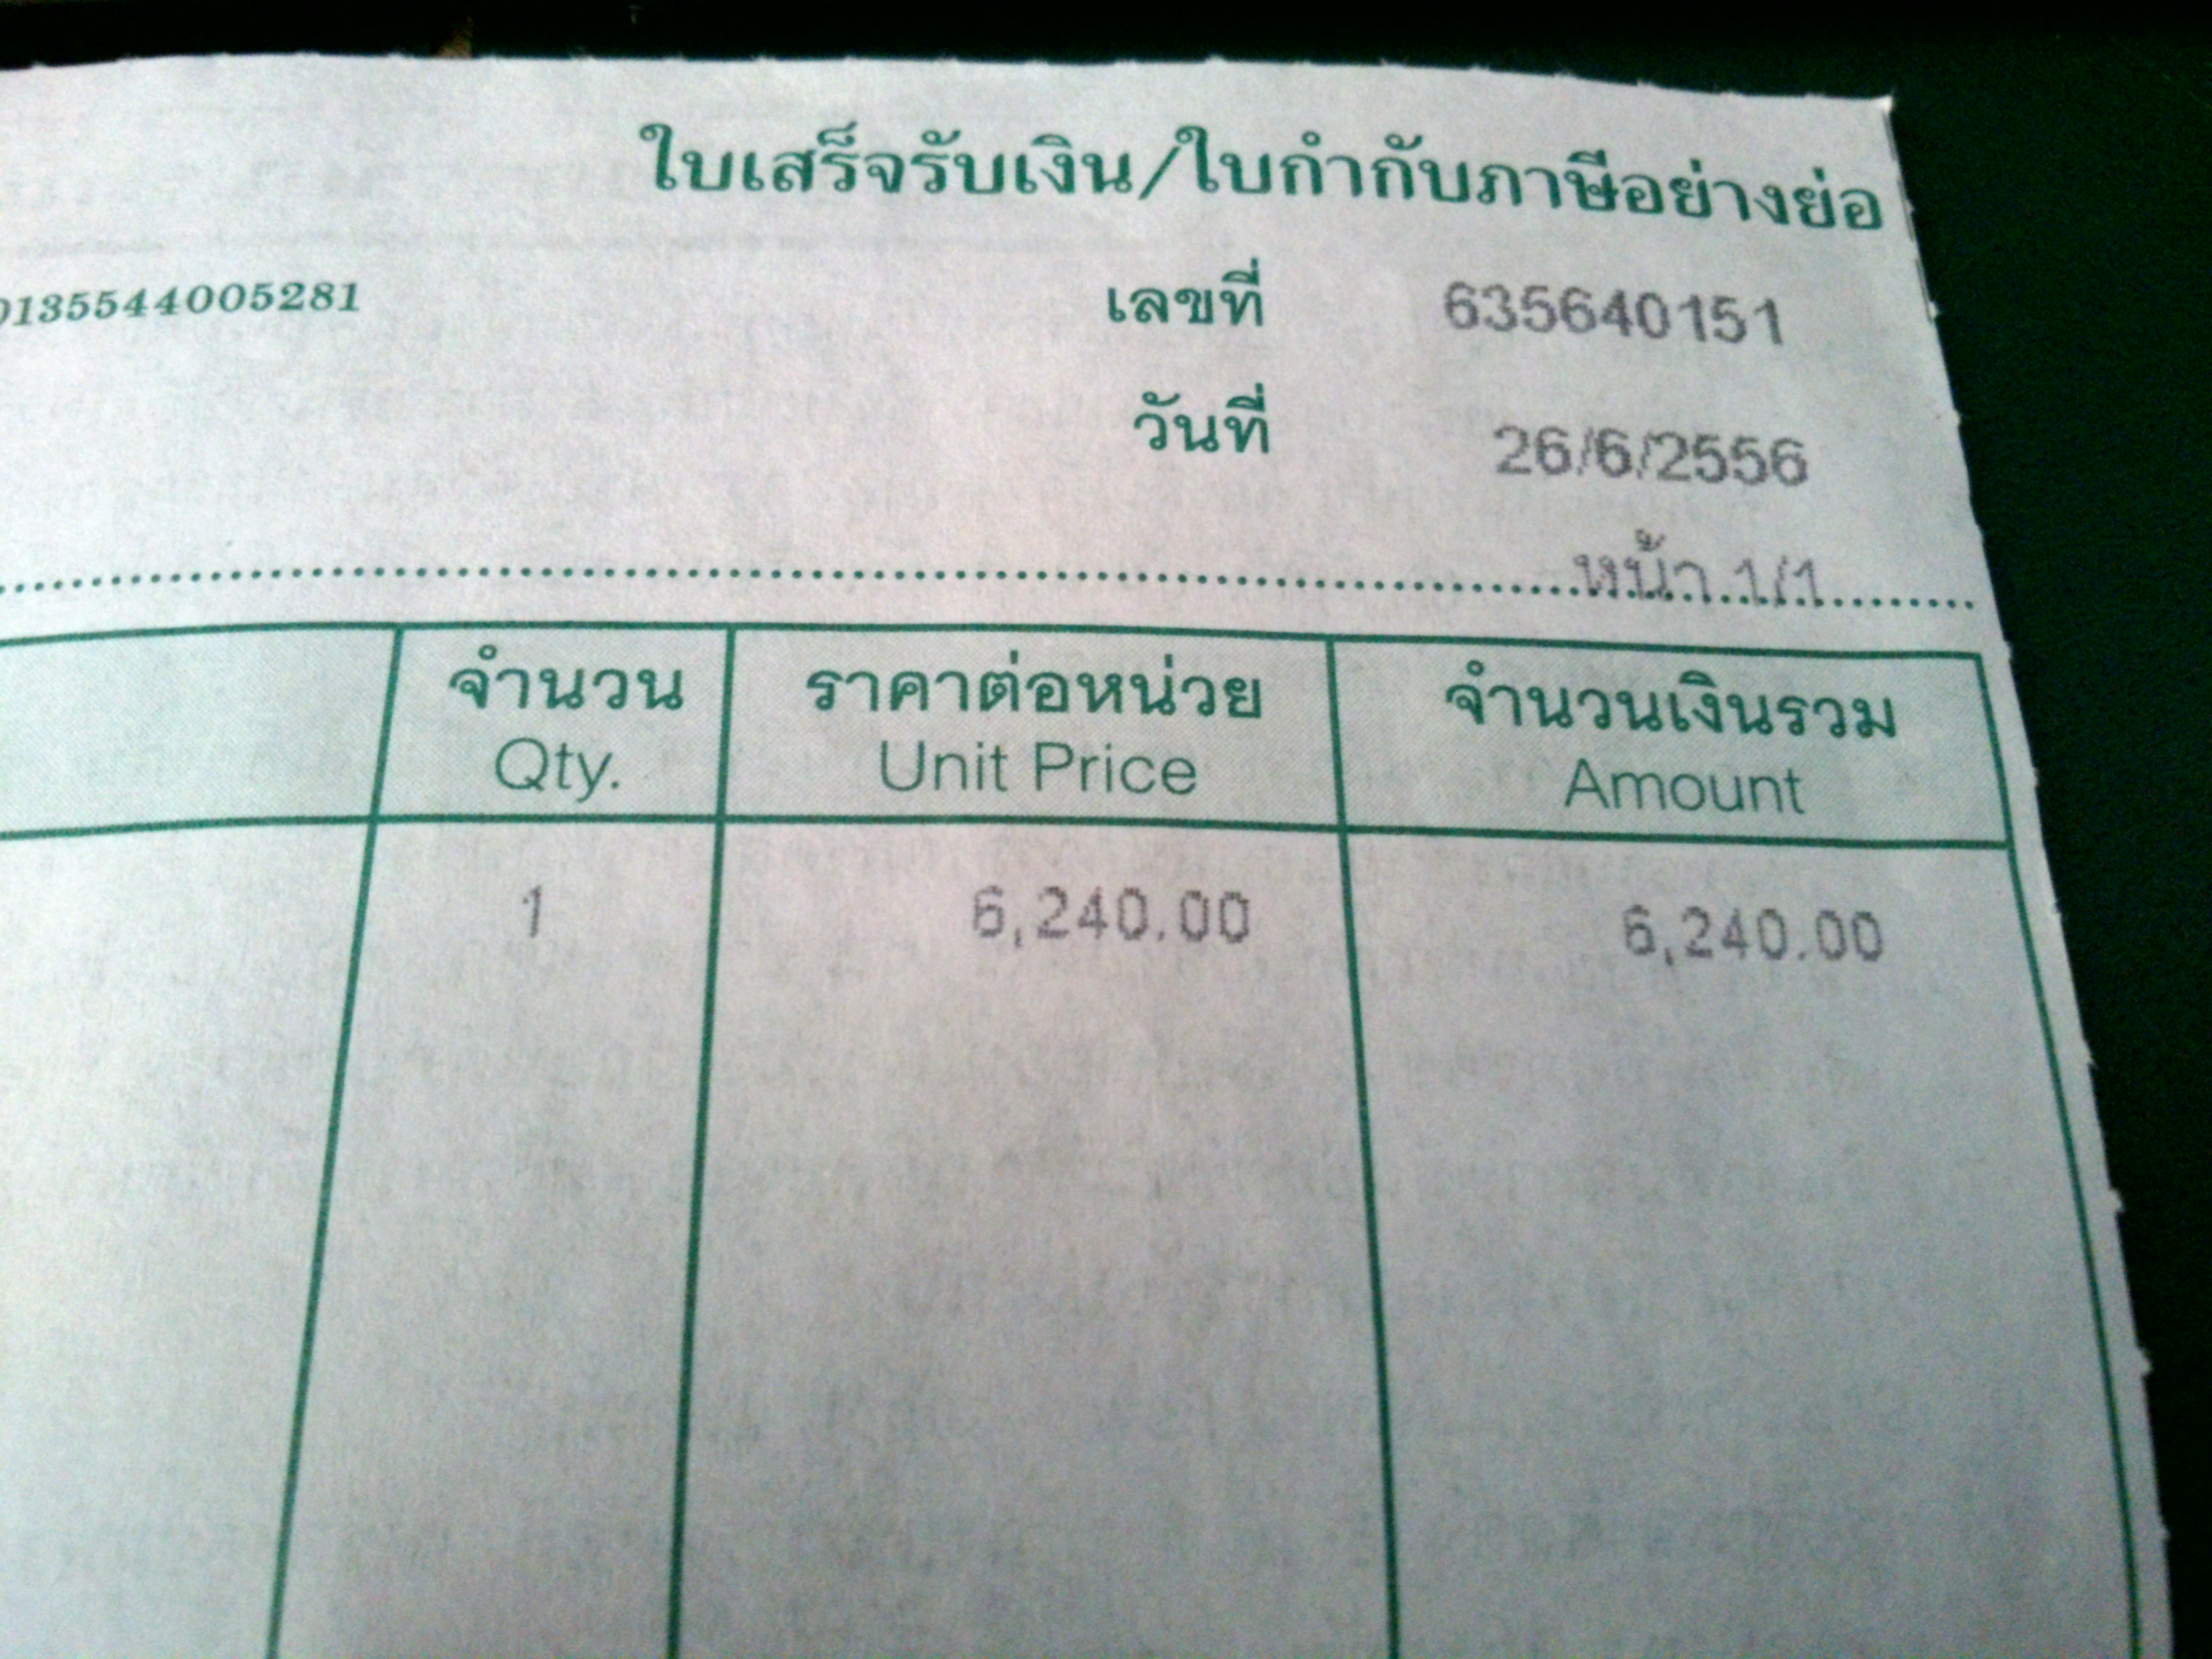 ใบเสร็จรับเงิน/ใบกำกับภาษีอย่างย่อ
0135544005281 เลขที่ 635640151
วันที่ 26/6/2556
หน้า 1/1
จำนวน ราคาต่อหน่วย จำนวนเงินรวม
Qty. Unit Price Amount
1 6,240.00 6,240.00